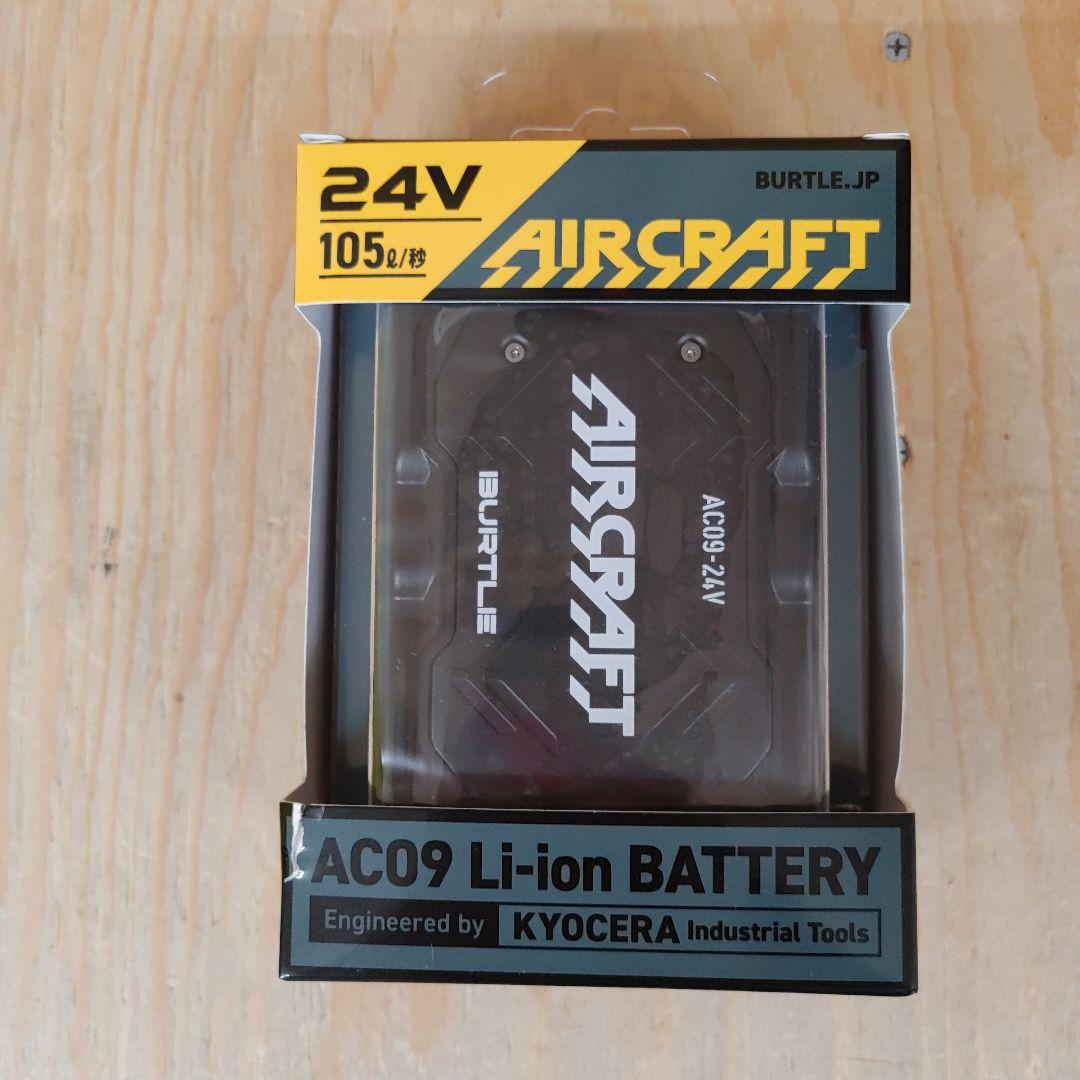 24V
105ℓ/秒
BURTLE.JP
AIRCRAFT
AIRCRAFT
BURTLE
AC09-24V
AC09 Li-ion BATTERY
Engineered by KYOCERA Industrial Tools